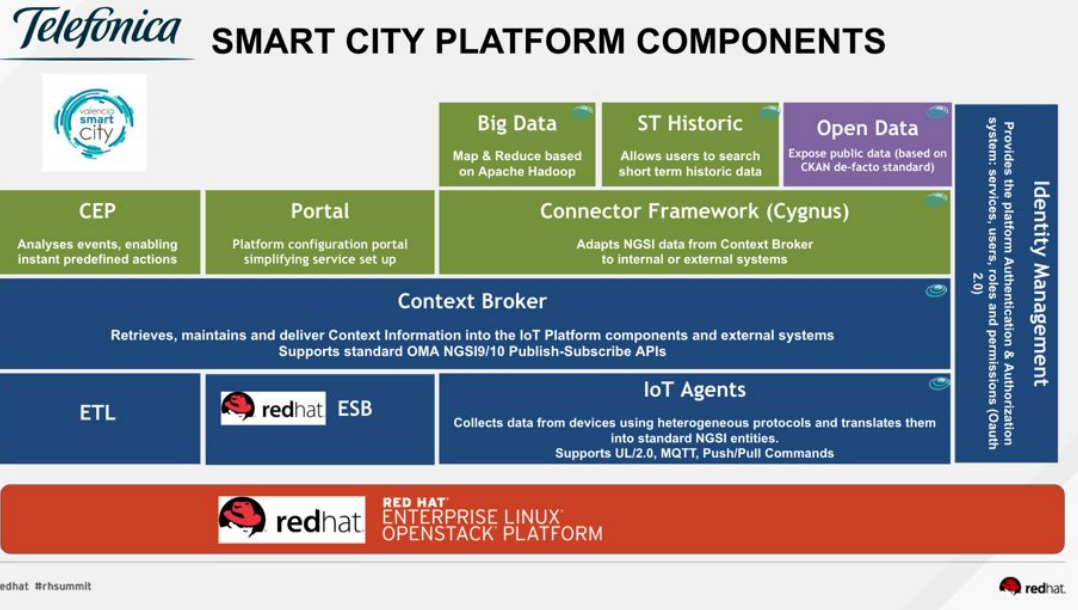 Telefónica
SMART CITY PLATFORM COMPONENTS
valencia
smart
city
Big Data
Map & Reduce based
on Apache Hadoop
ST Historic
Allows users to search
short term historic data
Open Data
Expose public data (based on
CKAN de-facto standard)
CEP
Analyses events, enabling
instant predefined actions
Portal
Platform configuration portal
simplifying service set up
Connector Framework (Cygnus)
Adapts NGSI data from Context Broker
to internal or external systems
Context Broker
Retrieves, maintains and deliver Context Information into the IoT Platform components and external systems
Supports standard OMA NGSI9/10 Publish-Subscribe APIs
ETL
redhat. ESB
IoT Agents
Collects data from devices using heterogeneous protocols and translates them
into standard NGSI entities.
Supports UL/2.0, MQTT, Push/Pull Commands
Identity Management
Provides the platform Authentication & Authorization
system: services, users, roles and permissions (Oauth
2.0)
redhat.
RED HAT
ENTERPRISE LINUX
OPENSTACK PLATFORM
edhat #rhsummit
redhat.